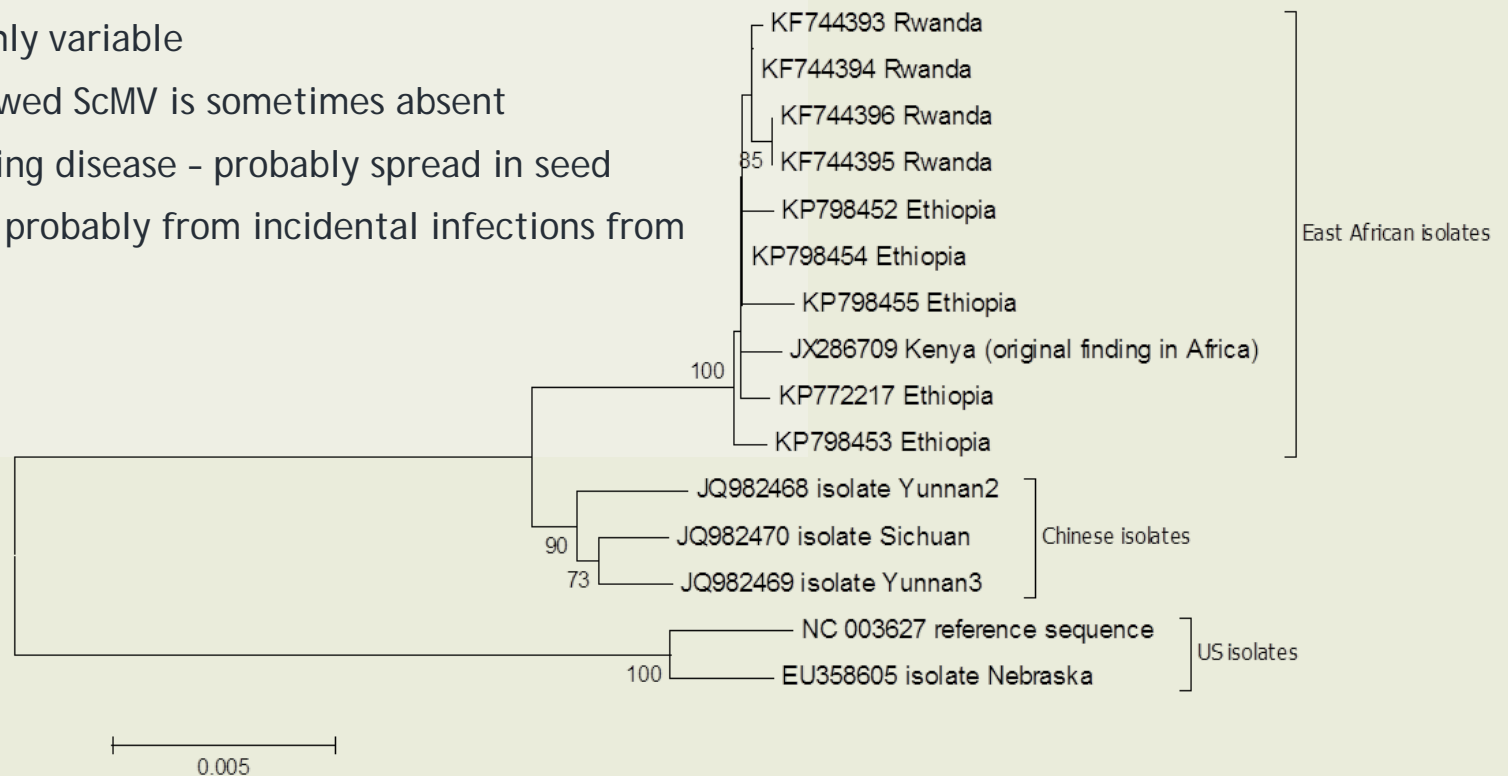 ly variable
wed ScMV is sometimes absent
ing disease – probably spread in seed
probably from incidental infections from
KF744393 Rwanda
KF744394 Rwanda
KF744396 Rwanda
85
KF744395 Rwanda
KP798452 Ethiopia
KP798454 Ethiopia
KP798455 Ethiopia
JX286709 Kenya (original finding in Africa)
100
KP772217 Ethiopia
KP798453 Ethiopia
East African isolates
JQ982468 isolate Yunnan2
JQ982470 isolate Sichuan
90
73
JQ982469 isolate Yunnan3
Chinese isolates
NC 003627 reference sequence
EU358605 isolate Nebraska
100
US isolates
0.005